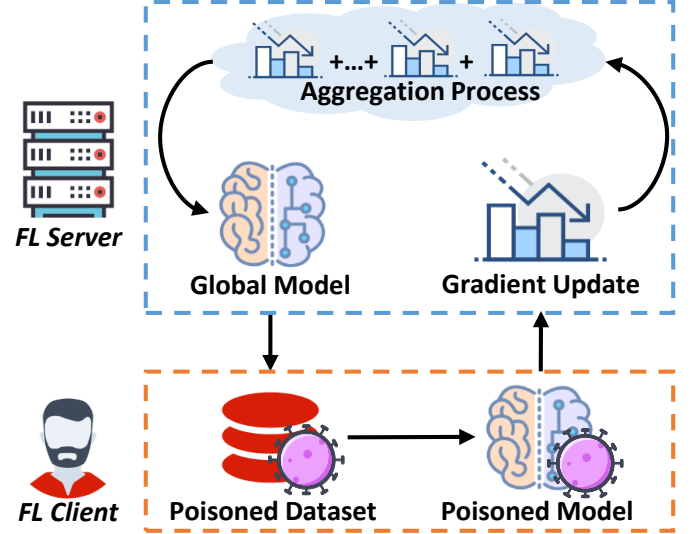 +...+ +
Aggregation Process
FL Server
Global Model
Gradient Update
FL Client
Poisoned Dataset
Poisoned Model